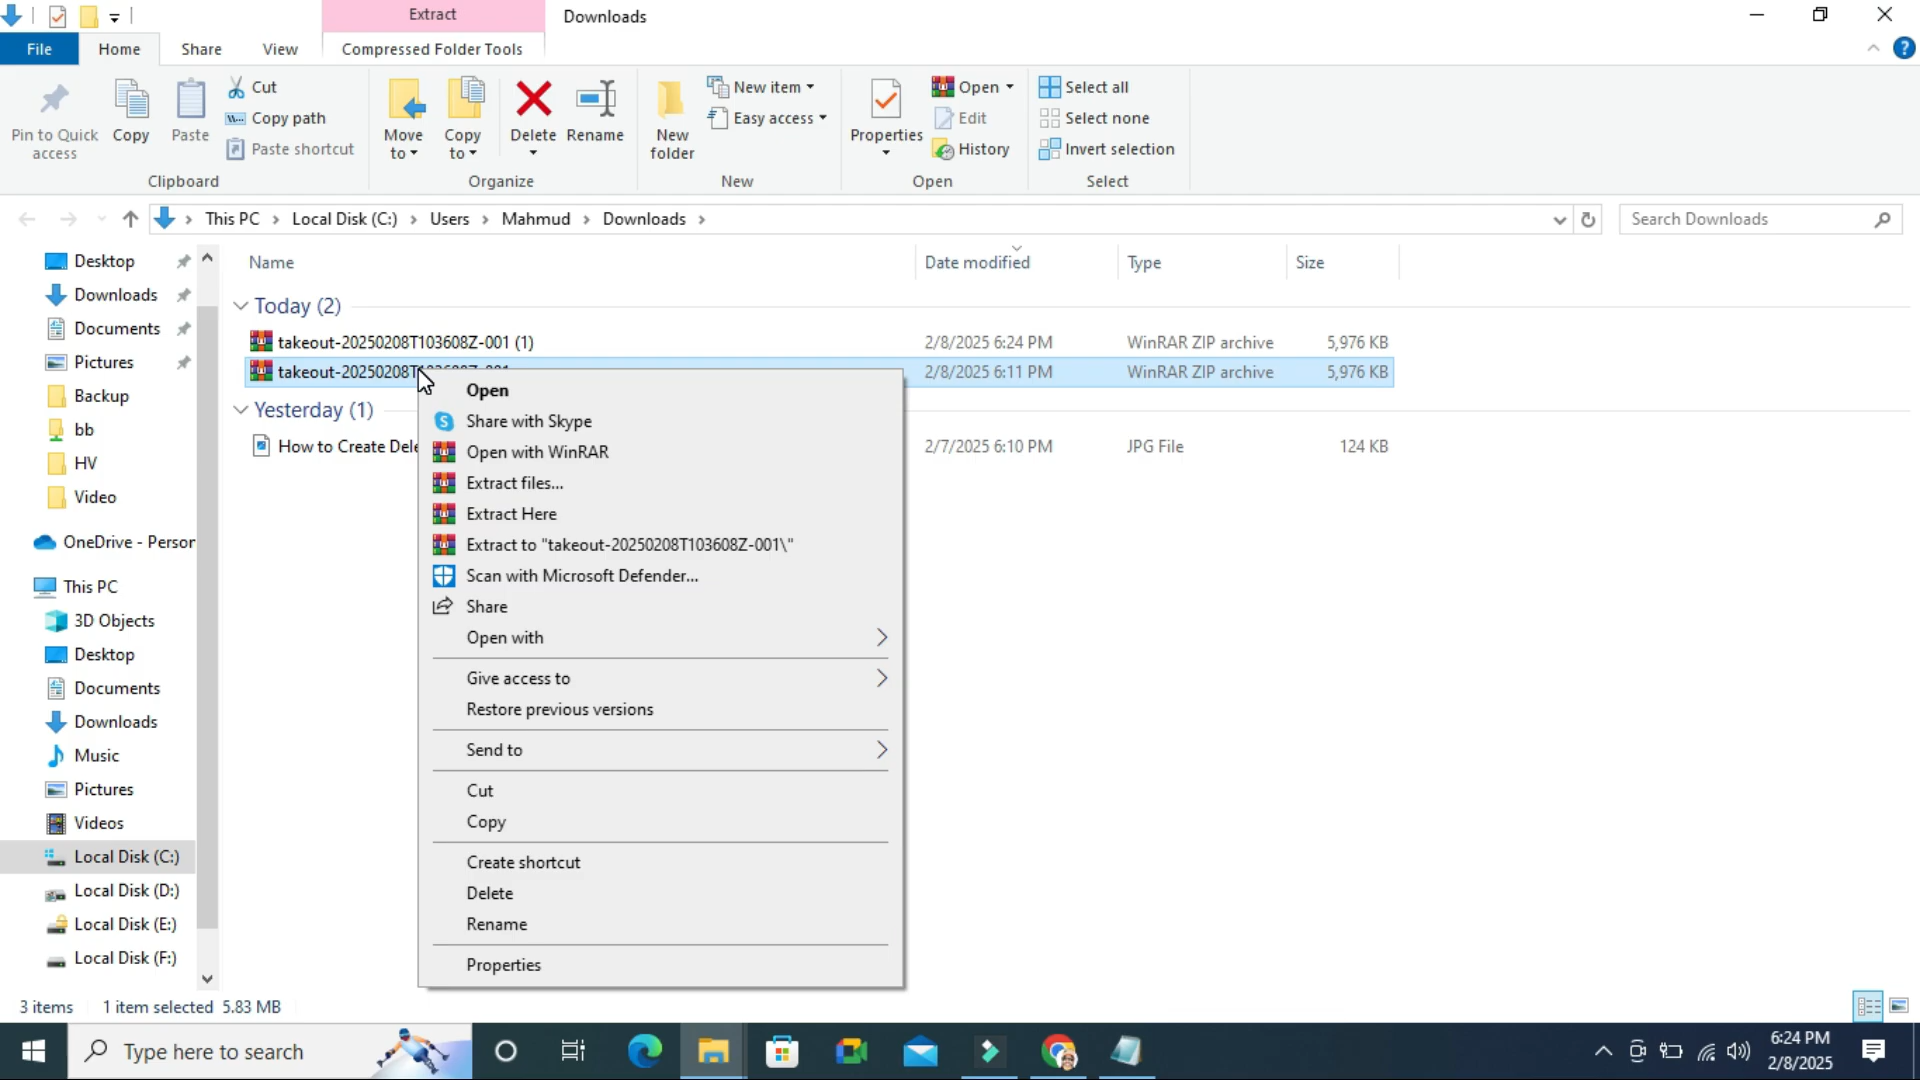 Extract
Downloads
File
Home
Share
View
Compressed Folder Tools
Pin to Quick access
Copy
Paste
Cut
Copy path
Paste shortcut
Clipboard
Move to
Copy to
Delete
Rename
Organize
New folder
New item
Easy access
New
Properties
Open
Edit
History
Open
Select all
Select none
Invert selection
Select
This PC
Local Disk (C:)
Users
Mahmud
Downloads
Search Downloads
Name
Date modified
Type
Size
Today (2)
takeout-20250208T103608Z-001 (1)
2/8/2025 6:24 PM
WinRAR ZIP archive
5,976 KB
takeout-20250208T103608Z-001
2/8/2025 6:11 PM
WinRAR ZIP archive
5,976 KB
Yesterday (1)
How to Create Dele
2/7/2025 6:10 PM
JPG File
124 KB
Desktop
Downloads
Documents
Pictures
Backup
bb
HV
Video
OneDrive - Person
This PC
3D Objects
Desktop
Documents
Downloads
Music
Pictures
Videos
Local Disk (C:)
Local Disk (D:)
Local Disk (E:)
Local Disk (F:)
Open
Share with Skype
Open with WinRAR
Extract files...
Extract Here
Extract to "takeout-20250208T103608Z-001\"
Scan with Microsoft Defender...
Share
Open with
Give access to
Restore previous versions
Send to
Cut
Copy
Create shortcut
Delete
Rename
Properties
3 items
1 item selected 5.83 MB
Type here to search
6:24 PM
2/8/2025